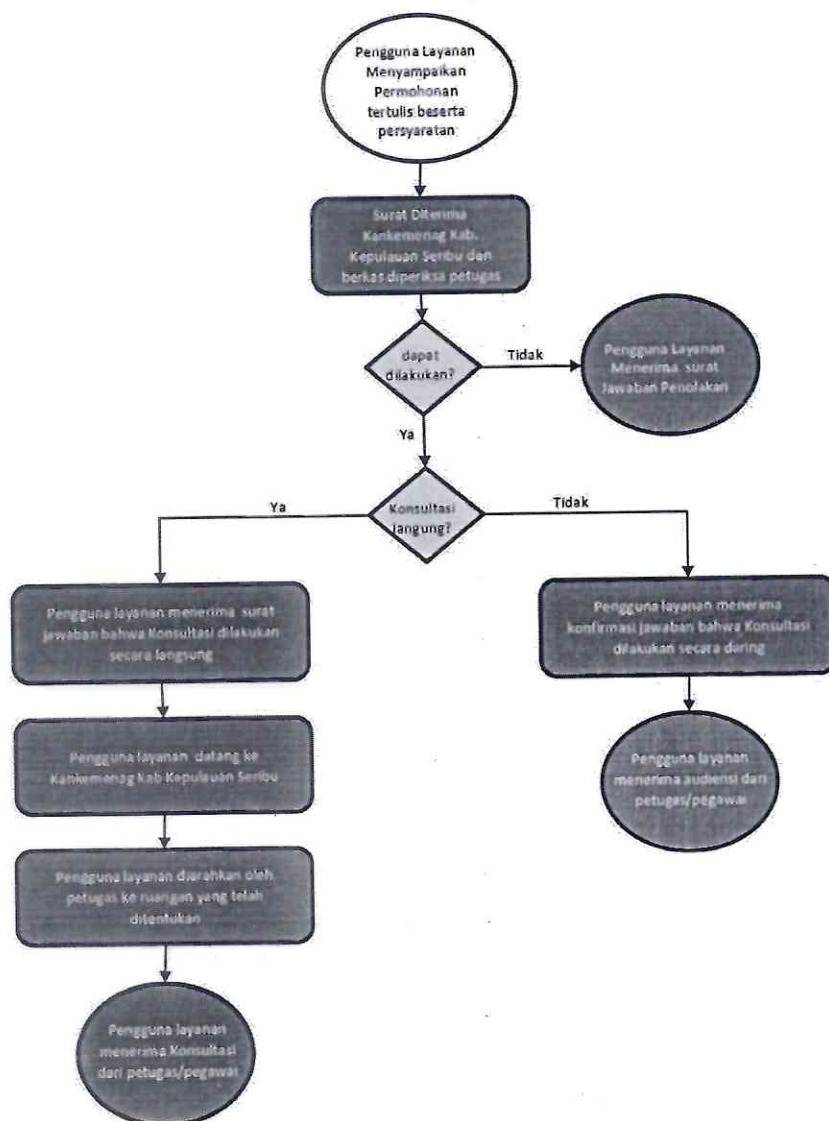 Pengguna Layanan
Menyampaikan
Permohonan
tertulis beserta
persyaratan
Surat Diterima
Kankemenag Kab.
Kepulauan Seribu dan
berkas diperiksa petugas
dapat
dilakukan?
Tidak
Pengguna Layanan
Menerima surat
Jawaban Penolakan
Ya
Konsultasi
langung?
Ya
Tidak
Pengguna layanan menerima surat
jawaban bahwa Konsultasi dilakukan
secara langsung
Pengguna layanan menerima
konfirmasi jawaban bahwa Konsultasi
dilakukan secara daring
Pengguna layanan datang ke
Kankemenag Kab Kepulauan Seribu
Pengguna layanan
menerima audiensi dari
petugas/pegawai
Pengguna layanan diarahkan oleh
petugas ke ruangan yang telah
ditentukan
Pengguna layanan
menerima Konsultasi
dari petugas/pegawai